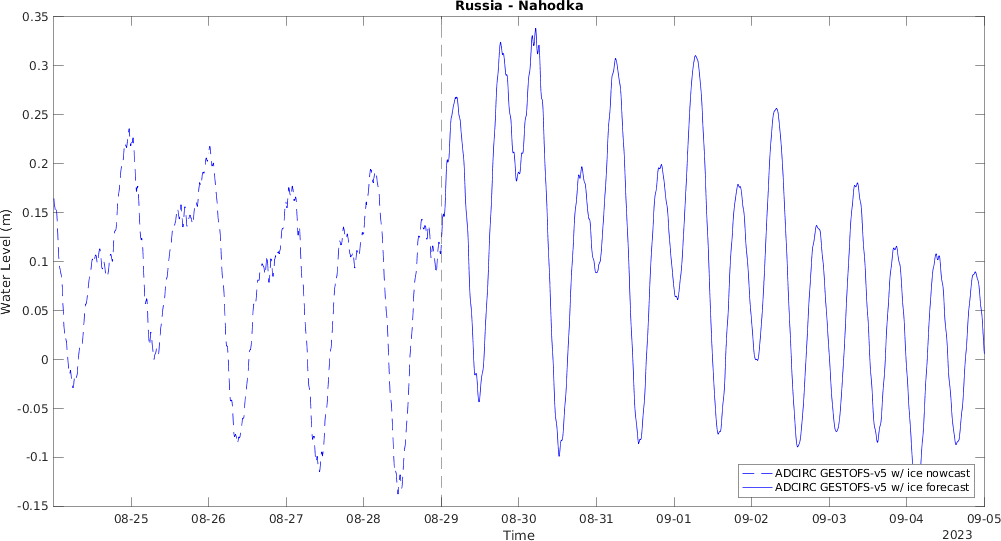 Russia - Nahodka
0.35
0.3
0.25
0.2
0.15
0.1
0.05
0
-0.05
-0.1
-0.15
Water Level (m)
ADCIRC GESTOFS-v5 w/ ice nowcast
ADCIRC GESTOFS-v5 w/ ice forecast
08-25 08-26 08-27 08-28 08-29 08-30 08-31 09-01 09-02 09-03 09-04 09-05
Time
2023